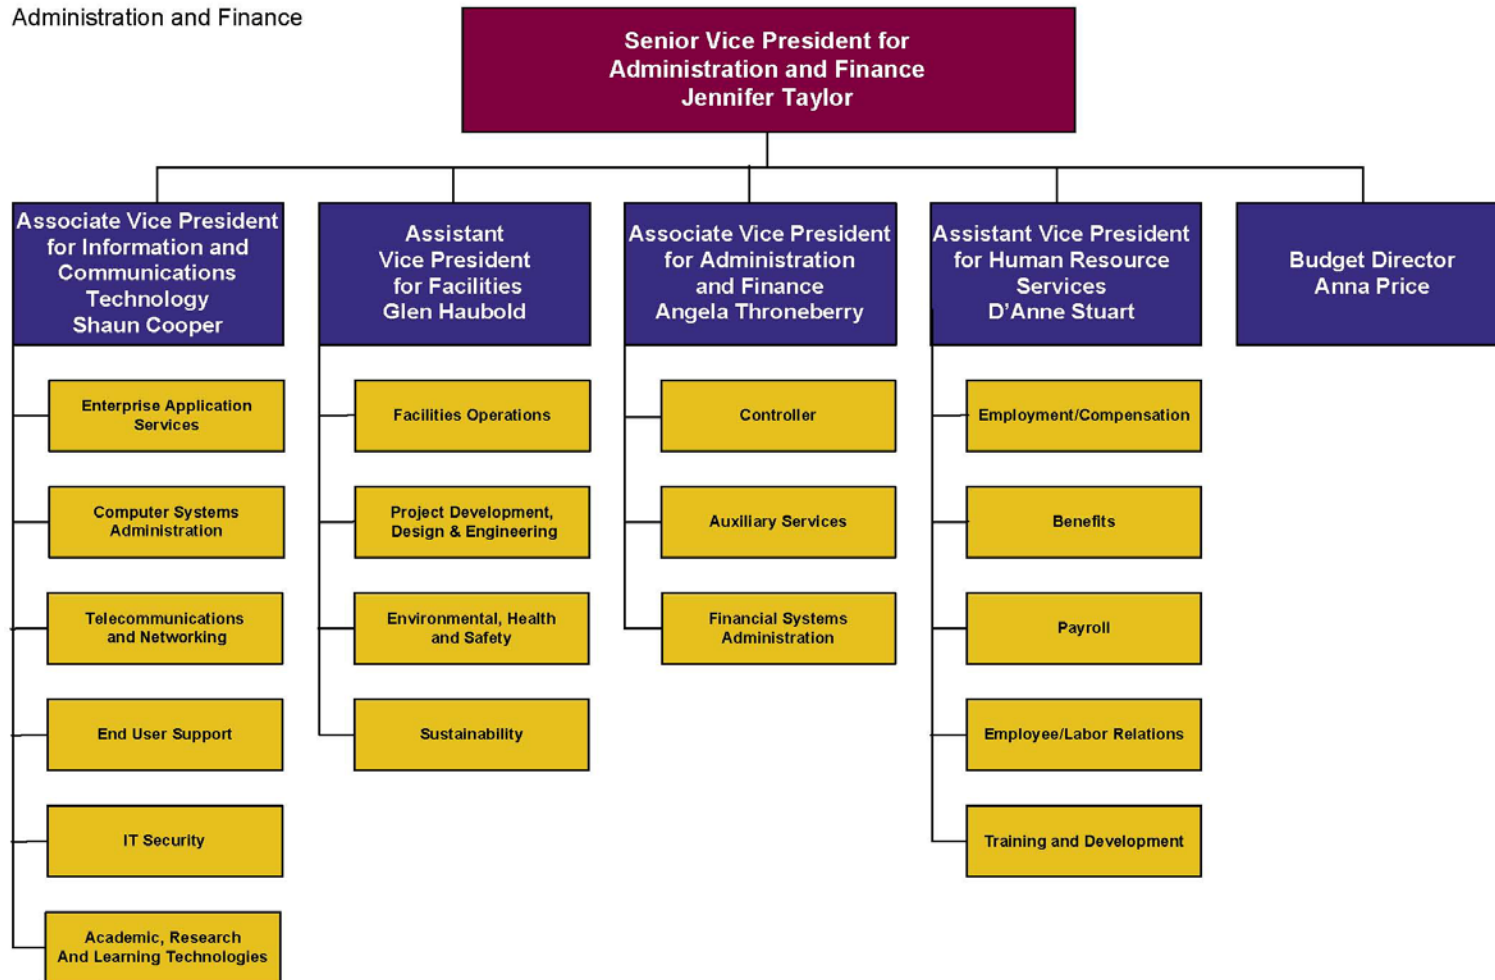 Administration and Finance
Senior Vice President for
Administration and Finance
Jennifer Taylor
Associate Vice President
for Information and
Communications
Technology
Shaun Cooper
Assistant
Vice President
for Facilities
Glen Haubold
Associate Vice President
for Administration
and Finance
Angela Throneberry
Assistant Vice President
for Human Resource
Services
D'Anne Stuart
Budget Director
Anna Price
Enterprise Application
Services
Computer Systems
Administration
Telecommunications
and Networking
End User Support
IT Security
Academic, Research
And Learning Technologies
Facilities Operations
Project Development,
Design & Engineering
Environmental, Health
and Safety
Sustainability
Controller
Auxiliary Services
Financial Systems
Administration
Employment/Compensation
Benefits
Payroll
Employee/Labor Relations
Training and Development